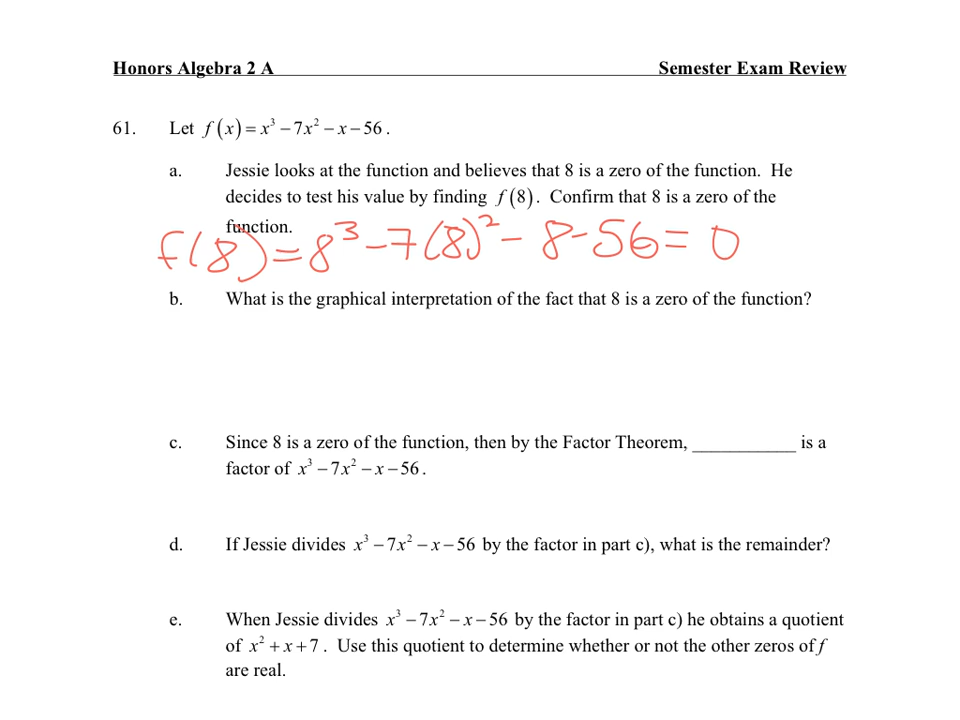 Honors Algebra 2 A Semester Exam Review
61. Let f(x) = x³ – 7x² – x – 56.
a. Jessie looks at the function and believes that 8 is a zero of the function. He
decides to test his value by finding f(8). Confirm that 8 is a zero of the
function.
f(8) = 8³ – 7(8)² – 8 – 56 = 0
b. What is the graphical interpretation of the fact that 8 is a zero of the function?
c. Since 8 is a zero of the function, then by the Factor Theorem, ___________ is a
factor of x³ – 7x² – x – 56.
d. If Jessie divides x³ – 7x² – x – 56 by the factor in part c), what is the remainder?
e. When Jessie divides x³ – 7x² – x – 56 by the factor in part c) he obtains a quotient
of x² + x + 7. Use this quotient to determine whether or not the other zeros of f
are real.